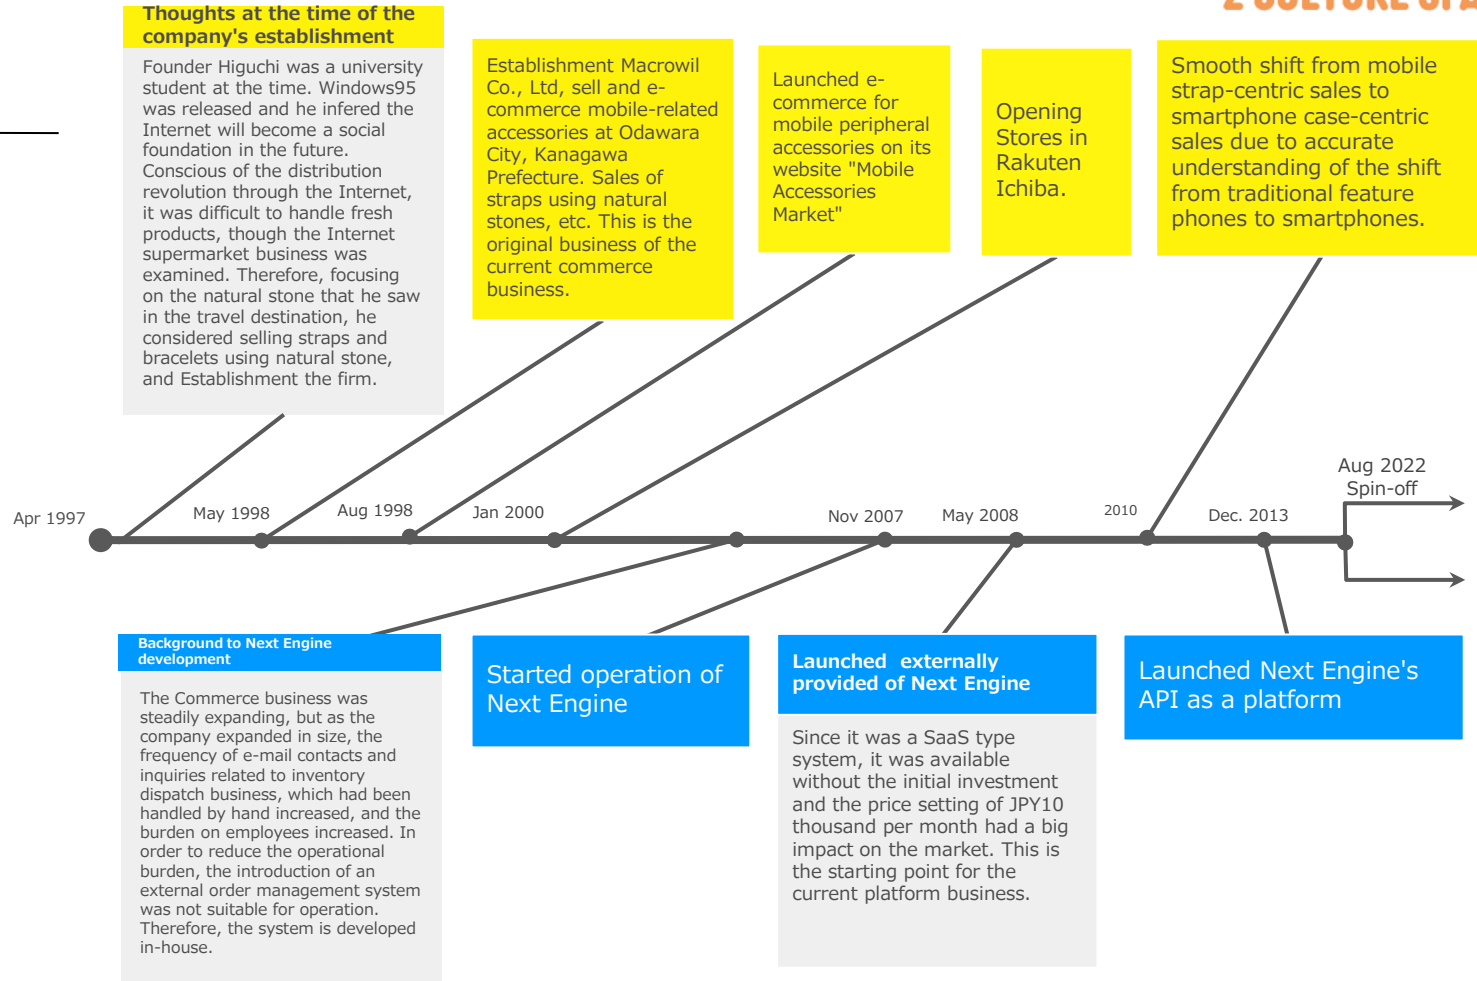 Thoughts at the time of the
company's establishment
Founder Higuchi was a university
student at the time. Windows95
was released and he infered the
Internet will become a social
foundation in the future.
Conscious of the distribution
revolution through the Internet,
it was difficult to handle fresh
products, though the Internet
supermarket business was
examined. Therefore, focusing
on the natural stone that he saw
in the travel destination, he
considered selling straps and
bracelets using natural stone,
and Establishment the firm.
Establishment Macrowil
Co., Ltd, sell and e-
commerce mobile-related
accessories at Odawara
City, Kanagawa
Prefecture. Sales of
straps using natural
stones, etc. This is the
original business of the
current commerce
business.
Launched e-
commerce for
mobile peripheral
accessories on its
website "Mobile
Accessories
Market"
Opening
Stores in
Rakuten
Ichiba.
Smooth shift from mobile
strap-centric sales to
smartphone case-centric
sales due to accurate
understanding of the shift
from traditional feature
phones to smartphones.
Apr 1997
May 1998
Aug 1998
Jan 2000
Nov 2007
May 2008
2010
Dec. 2013
Aug 2022
Spin-off
Background to Next Engine
development
The Commerce business was
steadily expanding, but as the
company expanded in size, the
frequency of e-mail contacts and
inquiries related to inventory
dispatch business, which had been
handled by hand increased, and the
burden on employees increased. In
order to reduce the operational
burden, the introduction of an
external order management system
was not suitable for operation.
Therefore, the system is developed
in-house.
Started operation of
Next Engine
Launched externally
provided of Next Engine
Since it was a SaaS type
system, it was available
without the initial investment
and the price setting of JPY10
thousand per month had a big
impact on the market. This is
the starting point for the
current platform business.
Launched Next Engine's
API as a platform